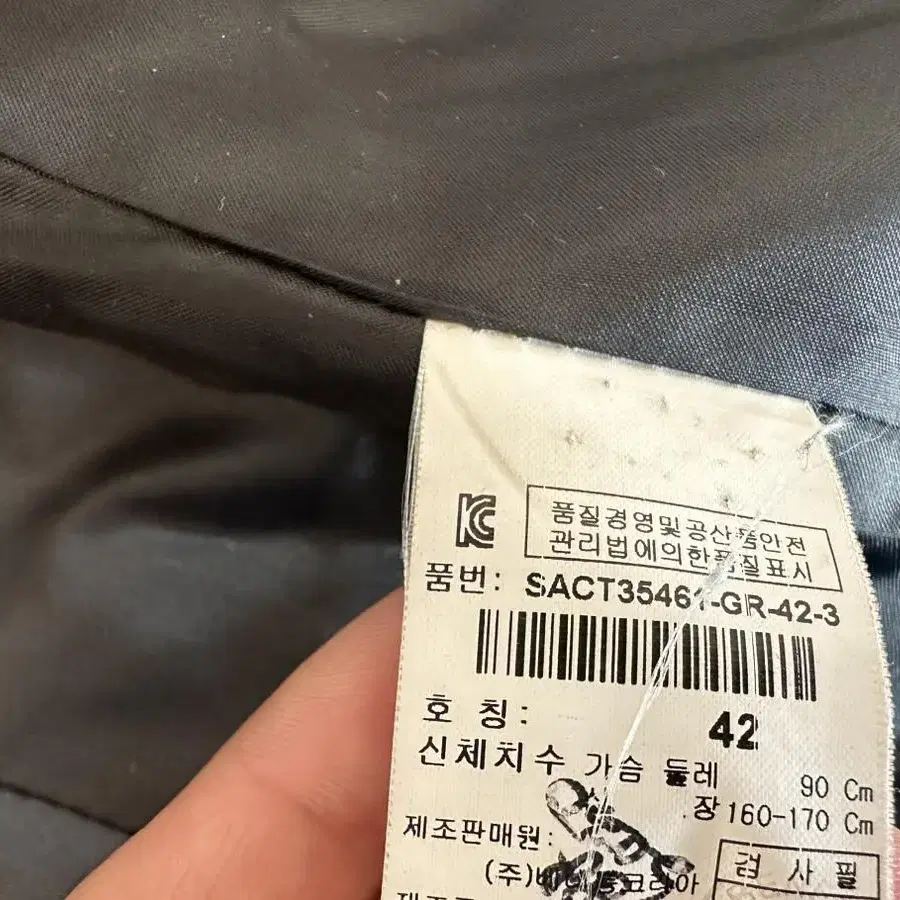 KC
품질경영및공산품안전
관리법에의한품질표시
품번: SACT35461-GR-42-3
호 칭: 42
신체치수 가슴 둘레 90 Cm
장 160-170 Cm
제조판매원:
검 사 필